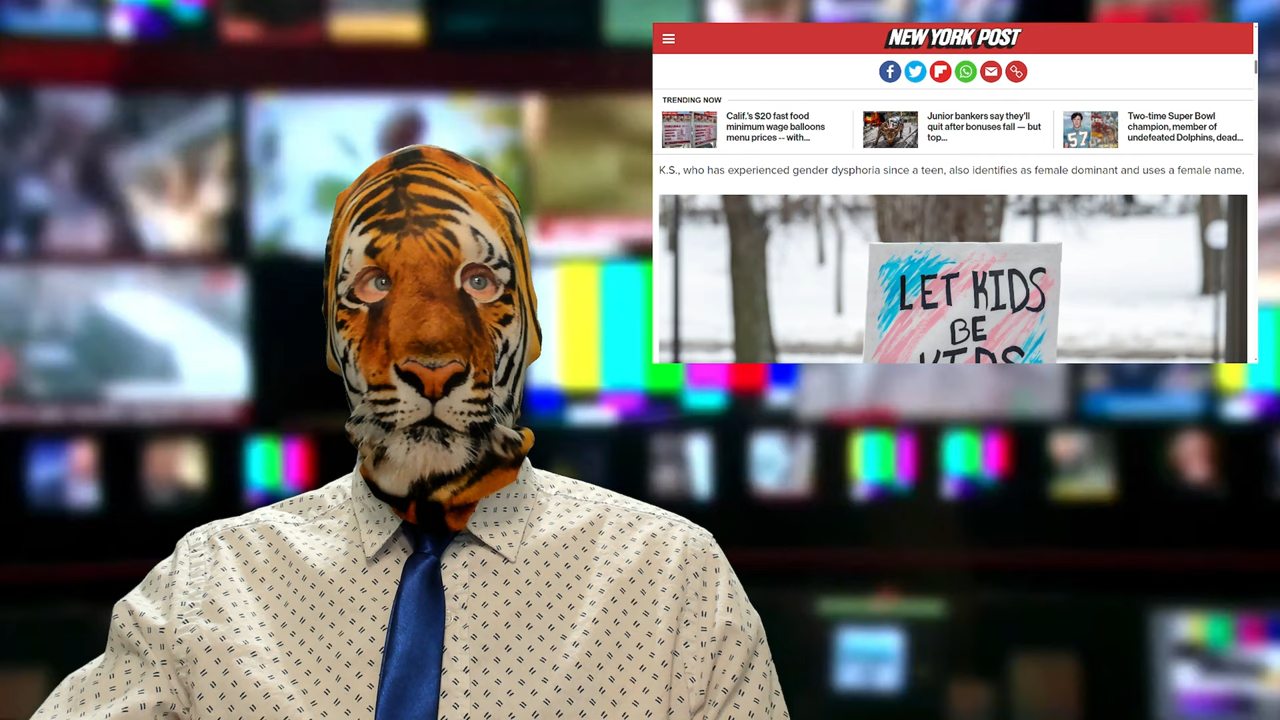 NEW YORK POST
TRENDING NOW
Calif.'s $20 fast food
minimum wage balloons
menu prices -- with...
Junior bankers say they'll
quit after bonuses fall — but
top...
Two-time Super Bowl
champion, member of
undefeated Dolphins, dead...
57
K.S., who has experienced gender dysphoria since a teen, also identifies as female dominant and uses a female name.
LET KIDS
BE
KIDS